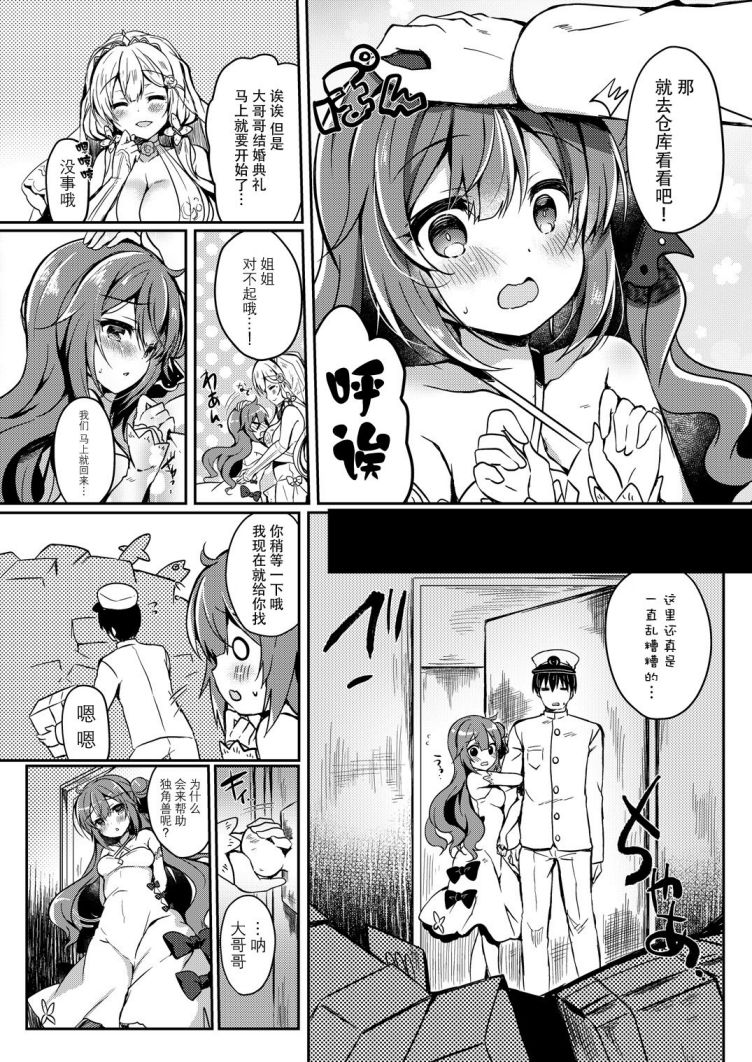 那
就去仓库看看吧！
ぽん
呼
诶
诶诶 但是
大哥哥结婚典礼
马上就要开始了…
没事哦
姐姐
对不起哦…！
わぁん
我们 马上就回来…
这里还真是
一直乱糟糟的…
ちゃあ…
你稍等一下哦
我现在就给你找
嗯嗯
…呐
大哥哥
为什么
会来帮助
独角兽呢？